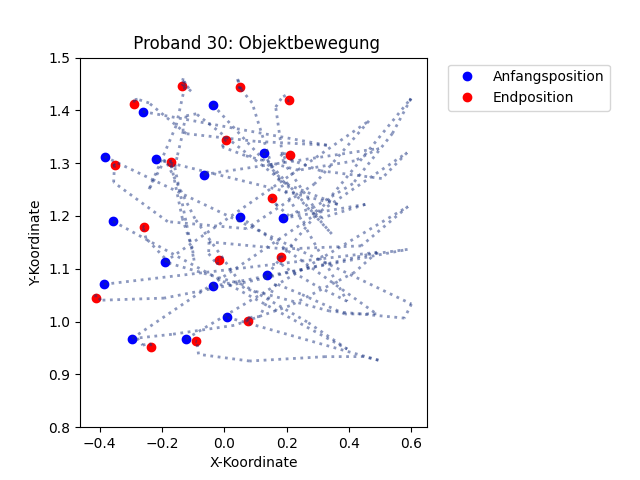 Proband 30: Objektbewegung
Anfangsposition
Endposition
Y-Koordinate
1.5
1.4
1.3
1.2
1.1
1.0
0.9
0.8
−0.4 −0.2 0.0 0.2 0.4 0.6
X-Koordinate